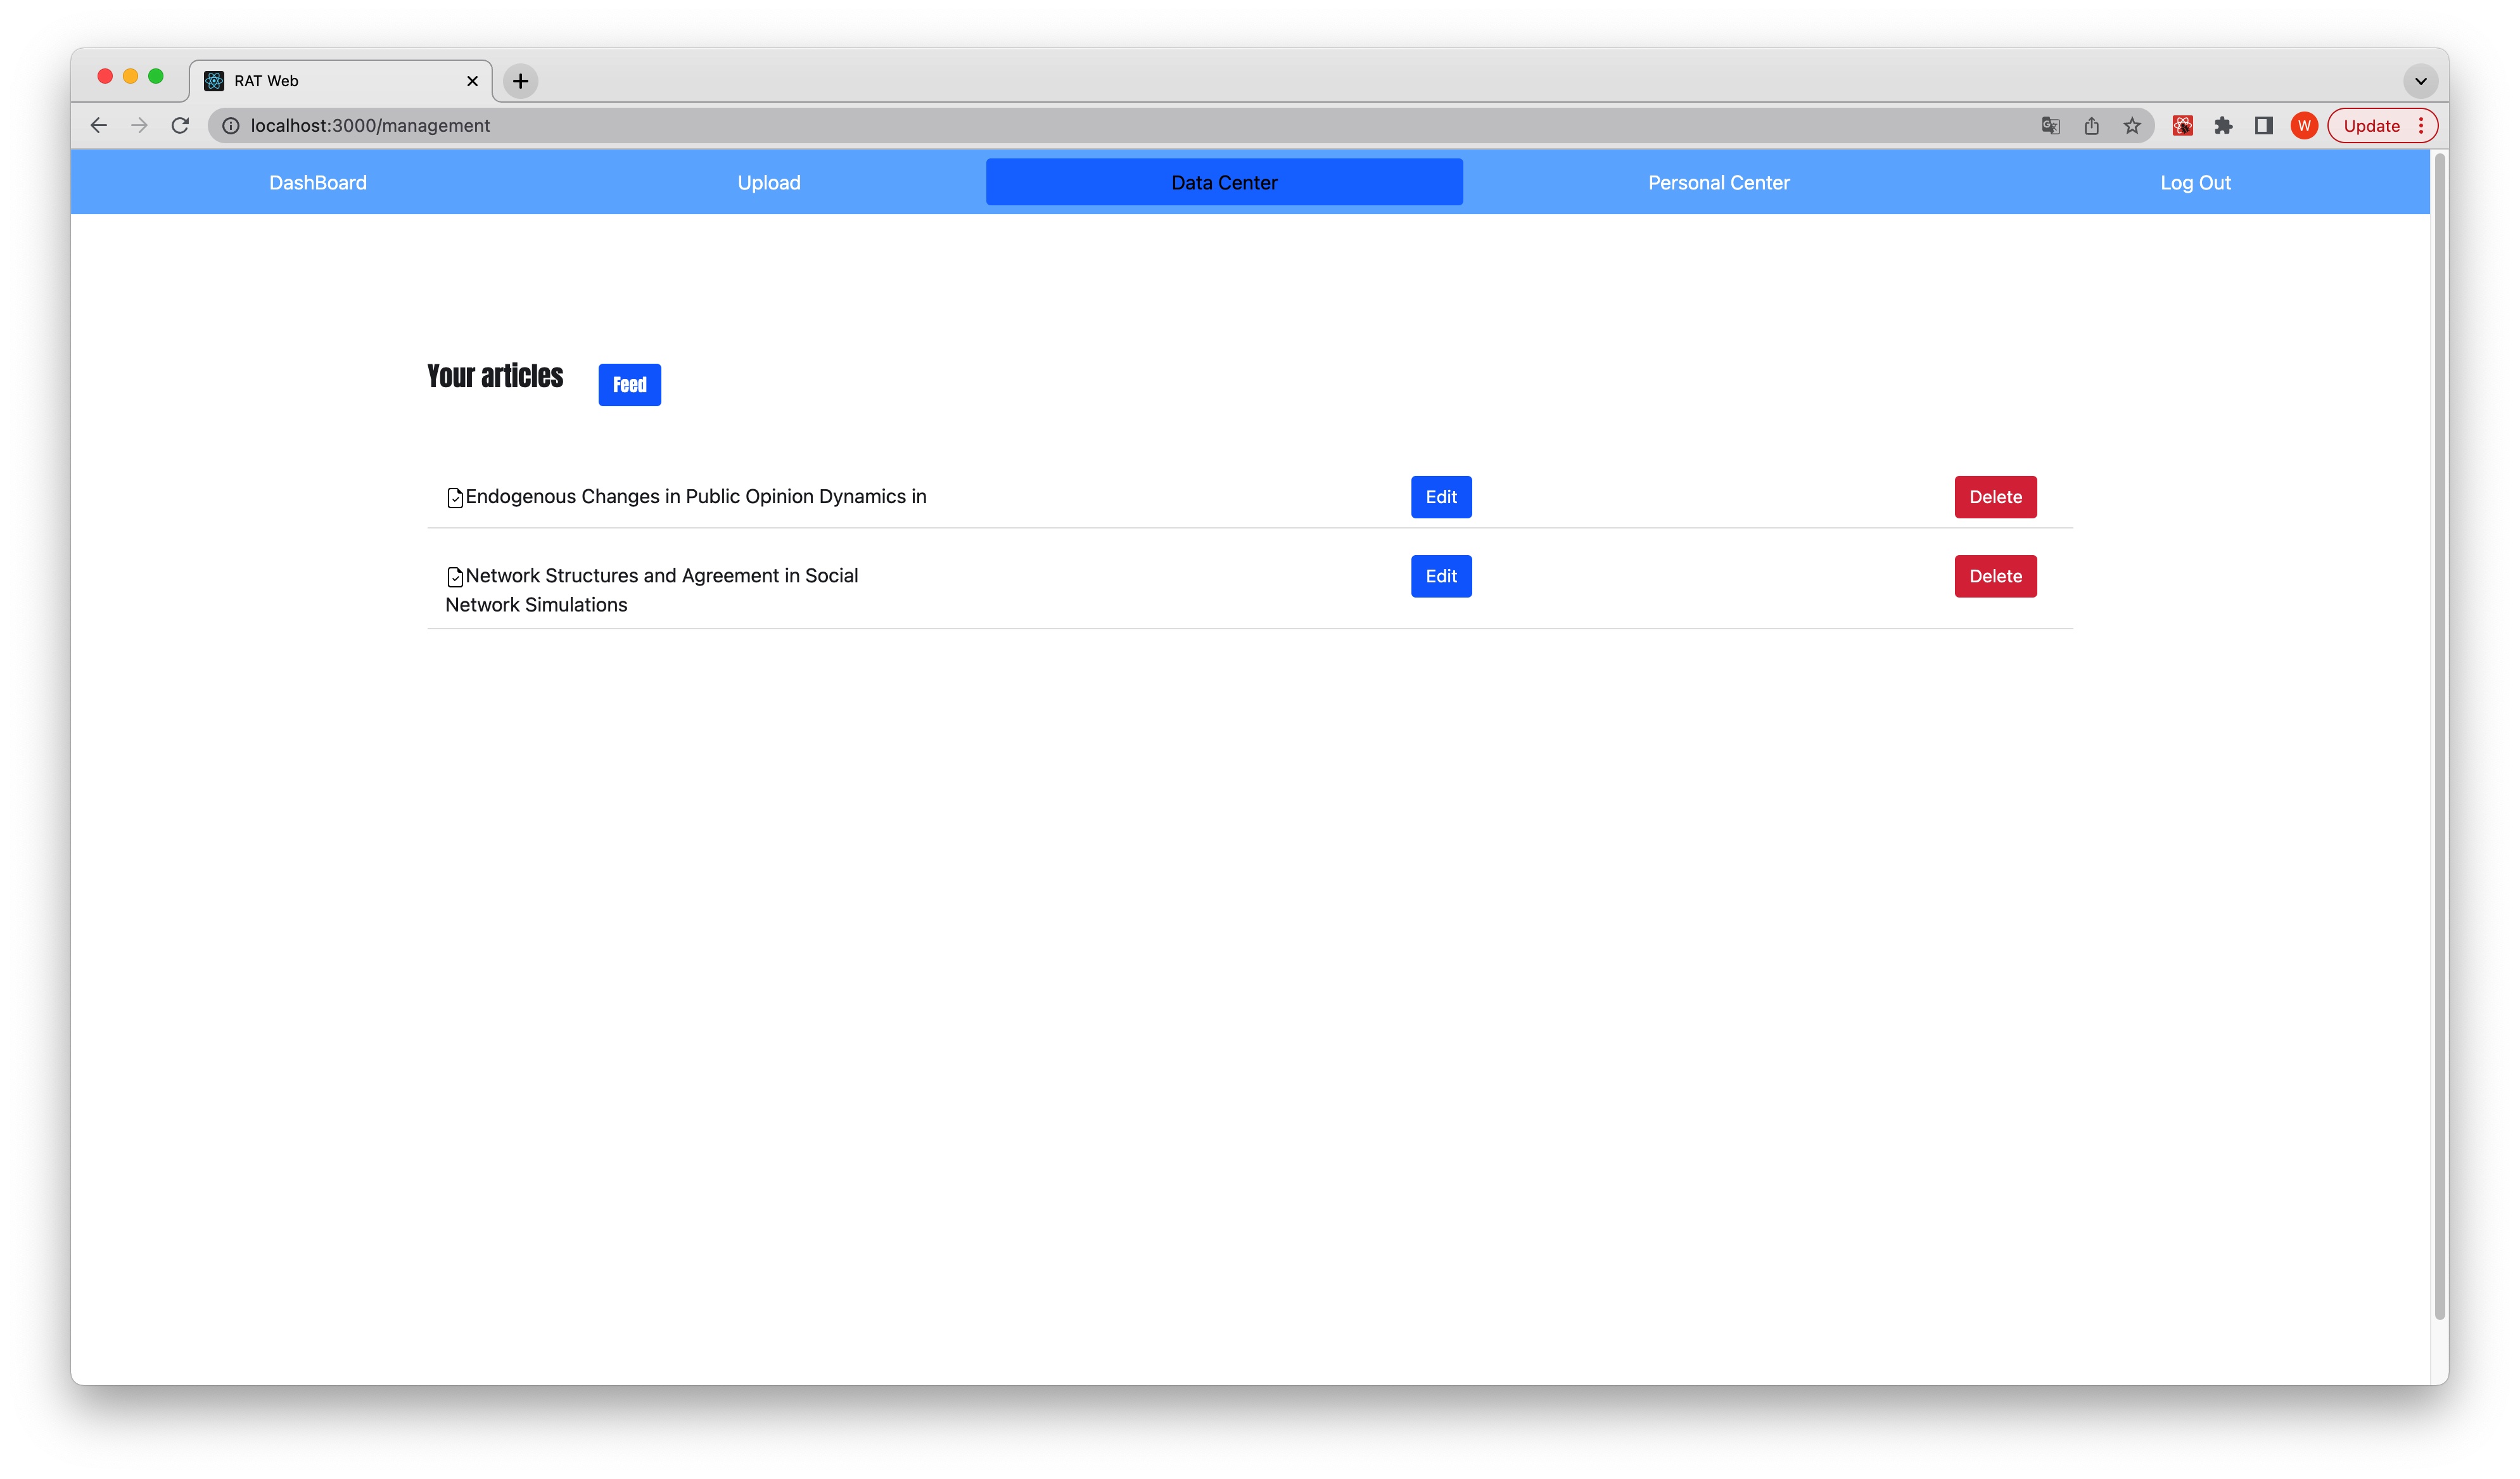 RAT Web
localhost:3000/management
W
Update
DashBoard
Upload
Data Center
Personal Center
Log Out
Your articles
Feed
Endogenous Changes in Public Opinion Dynamics in
Edit
Delete
Network Structures and Agreement in Social
Network Simulations
Edit
Delete